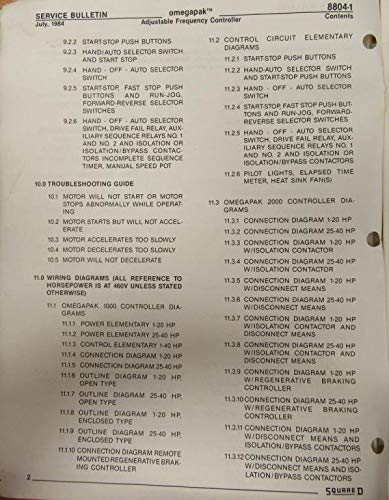 SERVICE BULLETIN
July, 1984
omegapak™
Adjustable Frequency Controller
8804-1
Contents
9.2.2 START-STOP PUSH BUTTONS
9.2.3 HAND/AUTO SELECTOR SWITCH
AND START STOP
9.2.4 HAND - OFF - AUTO SELECTOR
SWITCH
9.2.5 START-STOP, FAST STOP PUSH
BUTTONS AND RUN-JOG,
FORWARD-REVERSE SELECTOR
SWITCHES
9.2.6 HAND - OFF - AUTO SELECTOR
SWITCH, DRIVE FAIL RELAY, AUX-
ILIARY SEQUENCE RELAYS NO. 1
AND NO. 2 AND ISOLATION OR
ISOLATION/BYPASS CONTAC-
TORS INCOMPLETE SEQUENCE
TIMER, MANUAL SPEED POT
10.0 TROUBLESHOOTING GUIDE
10.1 MOTOR WILL NOT START OR MOTOR
STOPS ABNORMALLY WHILE OPERAT-
ING
10.2 MOTOR STARTS BUT WILL NOT ACCEL-
ERATE
10.3 MOTOR ACCELERATES TOO SLOWLY
10.4 MOTOR DECELERATES TOO SLOWLY
10.5 MOTOR WILL NOT DECELERATE
11.0 WIRING DIAGRAMS (ALL REFERENCE TO
HORSEPOWER IS AT 460V UNLESS STATED
OTHERWISE)
11.1 OMEGAPAK 1000 CONTROLLER DIA-
GRAMS
11.1.1 POWER ELEMENTARY 1-20 HP
11.1.2 POWER ELEMENTARY 25-40 HP
11.1.3 CONTROL ELEMENTARY 1-40 HP
11.1.4 CONNECTION DIAGRAM 1-20 HP
11.1.5 CONNECTION DIAGRAM 25-40 HP
11.1.6 OUTLINE DIAGRAM 1-20 HP,
OPEN TYPE
11.1.7 OUTLINE DIAGRAM 25-40 HP,
OPEN TYPE
11.1.8 OUTLINE DIAGRAM 1-20 HP,
ENCLOSED TYPE
11.1.9 OUTLINE DIAGRAM 25-40 HP,
ENCLOSED TYPE
11.1.10 CONNECTION DIAGRAM REMOTE
MOUNTED REGENERATIVE BRAK-
ING CONTROLLER
11.2 CONTROL CIRCUIT ELEMENTARY
DIAGRAMS
11.2.1 START-STOP PUSH BUTTONS
11.2.2 HAND-AUTO SELECTOR SWITCH
AND START-STOP PUSH BUTTONS
11.2.3 HAND - OFF - AUTO SELECTOR
SWITCH
11.2.4 START-STOP, FAST STOP PUSH BUT-
TONS AND RUN-JOG, FORWARD-
REVERSE SELECTOR SWITCHES
11.2.5 HAND - OFF - AUTO SELECTOR
SWITCH, DRIVE FAIL RELAY, AUX-
ILIARY SEQUENCE RELAYS NO. 1
AND NO. 2 AND ISOLATION OR
ISOLATION/BYPASS CONTACTORS
11.2.6 PILOT LIGHTS, ELAPSED TIME
METER, HEAT SINK FAN(S)
11.3 OMEGAPAK 2000 CONTROLLER DIA-
GRAMS
11.3.1 CONNECTION DIAGRAM 1-20 HP
11.3.2 CONNECTION DIAGRAM 25-40 HP
11.3.3 CONNECTION DIAGRAM 1-20 HP
W/ISOLATION CONTACTOR
11.3.4 CONNECTION DIAGRAM 25-40 HP
W/ISOLATION CONTACTOR
11.3.5 CONNECTION DIAGRAM 1-20 HP
W/DISCONNECT MEANS
11.3.6 CONNECTION DIAGRAM 25-40 HP
W/DISCONNECT MEANS
11.3.7 CONNECTION DIAGRAM 1-20 HP
W/ISOLATION CONTACTOR AND
DISCONNECT MEANS
11.3.8 CONNECTION DIAGRAM 25-40 HP
W/ISOLATION CONTACTOR AND
DISCONNECT MEANS
11.3.9 CONNECTION DIAGRAM 1-20 HP
W/REGENERATIVE BRAKING
CONTROLLER
11.3.10 CONNECTION DIAGRAM 25-40 HP
W/REGENERATIVE BRAKING
CONTROLLER
11.3.11 CONNECTION DIAGRAM 1-20 HP
W/DISCONNECT MEANS AND
ISOLATION/BYPASS CONTACTORS
11.3.12 CONNECTION DIAGRAM 25-40 HP
W/DISCONNECT MEANS AND ISO-
LATION/BYPASS CONTACTORS
2
SQUARE D